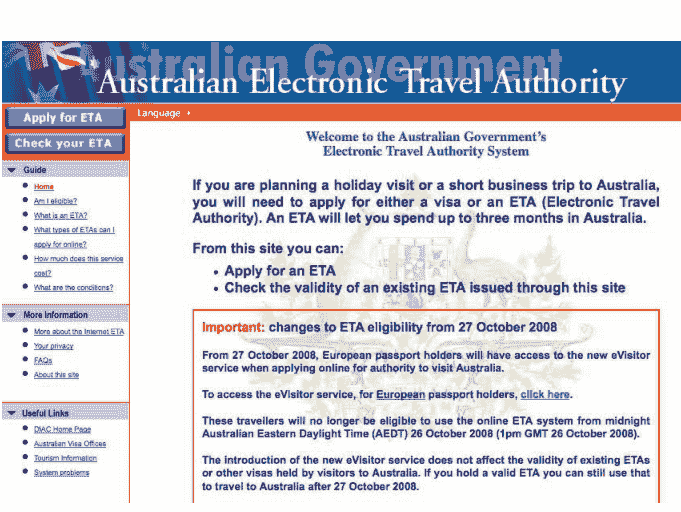 Australian Government
Australian Electronic Travel Authority
Apply for ETA
Check your ETA
Language
Guide
Home
Am I eligible?
What is an ETA?
What types of ETAs can I
apply for online?
How much does this service
cost?
What are the conditions?
More Information
More about the Internet ETA
Your privacy
FAQs
About this site
Useful Links
DIAC Home Page
Australian Visa Offices
Tourism Information
System problems
Welcome to the Australian Government's
Electronic Travel Authority System
If you are planning a holiday visit or a short business trip to Australia,
you will need to apply for either a visa or an ETA (Electronic Travel
Authority). An ETA will let you spend up to three months in Australia.
From this site you can:
• Apply for an ETA
• Check the validity of an existing ETA issued through this site
Important: changes to ETA eligibility from 27 October 2008
From 27 October 2008, European passport holders will have access to the new eVisitor
service when applying online for authority to visit Australia.
To access the eVisitor service, for European passport holders, click here.
These travellers will no longer be eligible to use the online ETA system from midnight
Australian Eastern Daylight Time (AEDT) 26 October 2008 (1pm GMT 26 October 2008).
The introduction of the new eVisitor service does not affect the validity of existing ETAs
or other visas held by visitors to Australia. If you hold a valid ETA you can still use that
to travel to Australia after 27 October 2008.